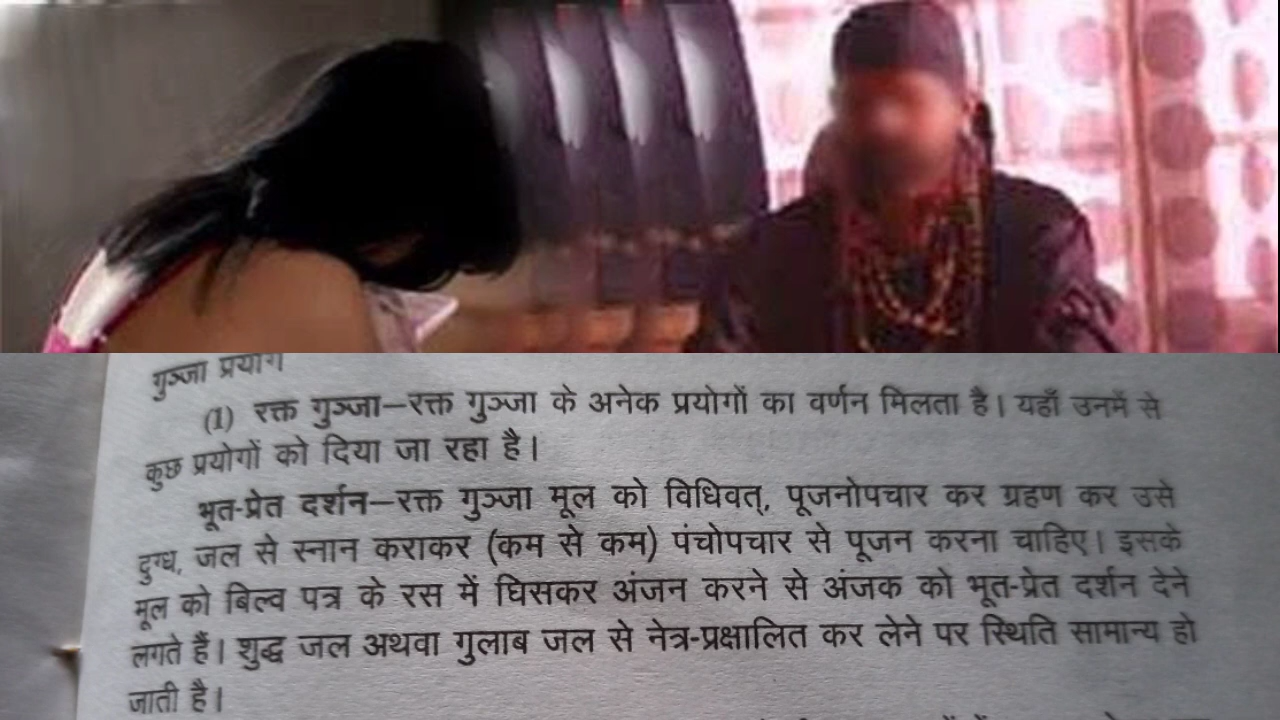 गुञ्जा प्रयोग
(1) रक्त गुञ्जा–रक्त गुञ्जा के अनेक प्रयोगों का वर्णन मिलता है। यहाँ उनमें से
कुछ प्रयोगों को दिया जा रहा है।
भूत-प्रेत दर्शन–रक्त गुञ्जा मूल को विधिवत्, पूजनोपचार कर ग्रहण कर उसे
दुग्ध, जल से स्नान कराकर (कम से कम) पंचोपचार से पूजन करना चाहिए। इसके
मूल को बिल्व पत्र के रस में घिसकर अंजन करने से अंजक को भूत-प्रेत दर्शन देने
लगते हैं। शुद्ध जल अथवा गुलाब जल से नेत्र-प्रक्षालित कर लेने पर स्थिति सामान्य हो
जाती है।